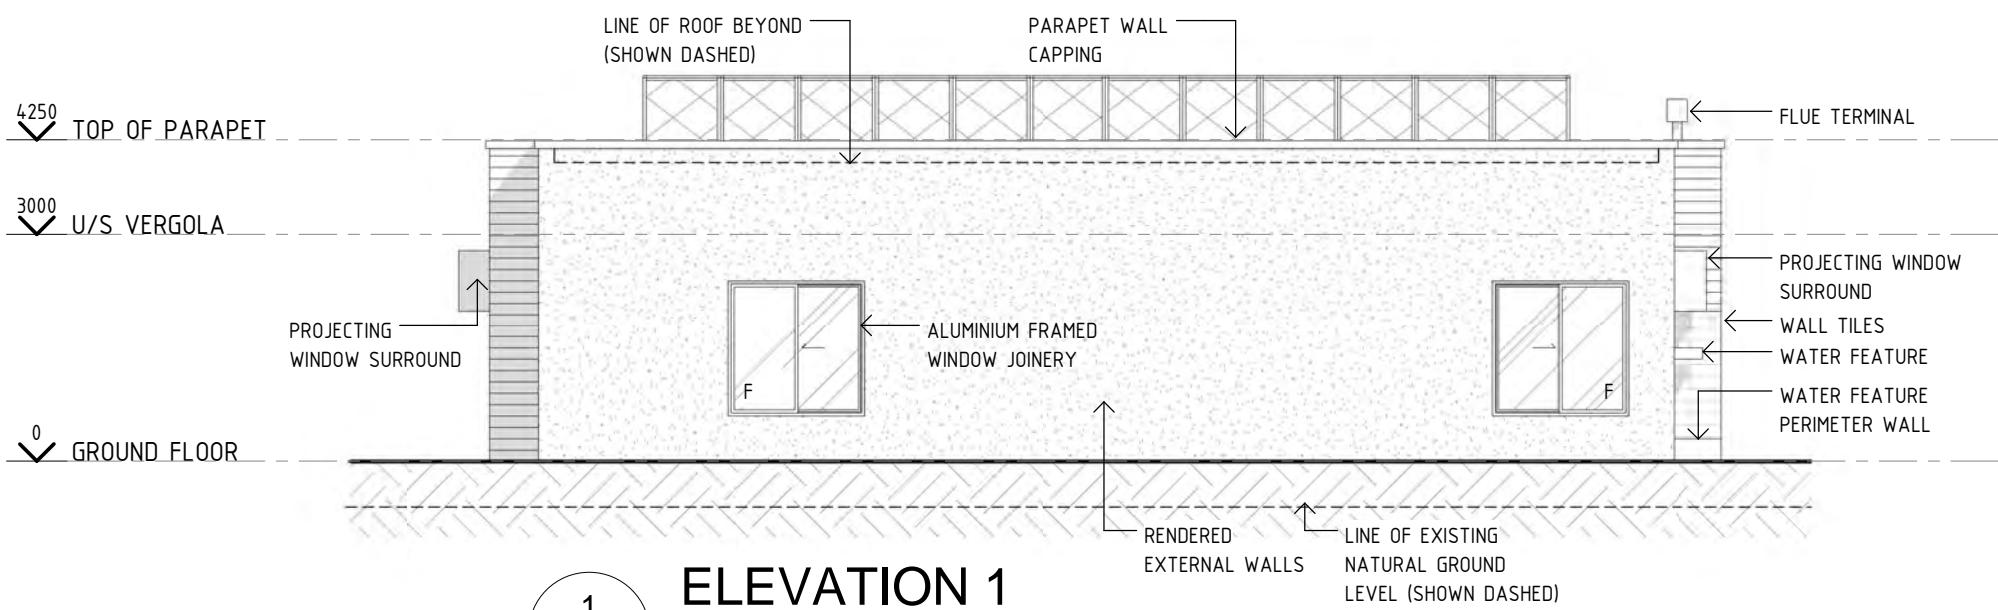 LINE OF ROOF BEYOND
(SHOWN DASHED)
PARAPET WALL
CAPPING
4250
TOP OF PARAPET
FLUE TERMINAL
3000
U/S VERGOLA
PROJECTING WINDOW
SURROUND
PROJECTING
WINDOW SURROUND
ALUMINIUM FRAMED
WINDOW JOINERY
WALL TILES
WATER FEATURE
F
F
WATER FEATURE
PERIMETER WALL
0
GROUND FLOOR
RENDERED
EXTERNAL WALLS
LINE OF EXISTING
NATURAL GROUND
LEVEL (SHOWN DASHED)
1
ELEVATION 1